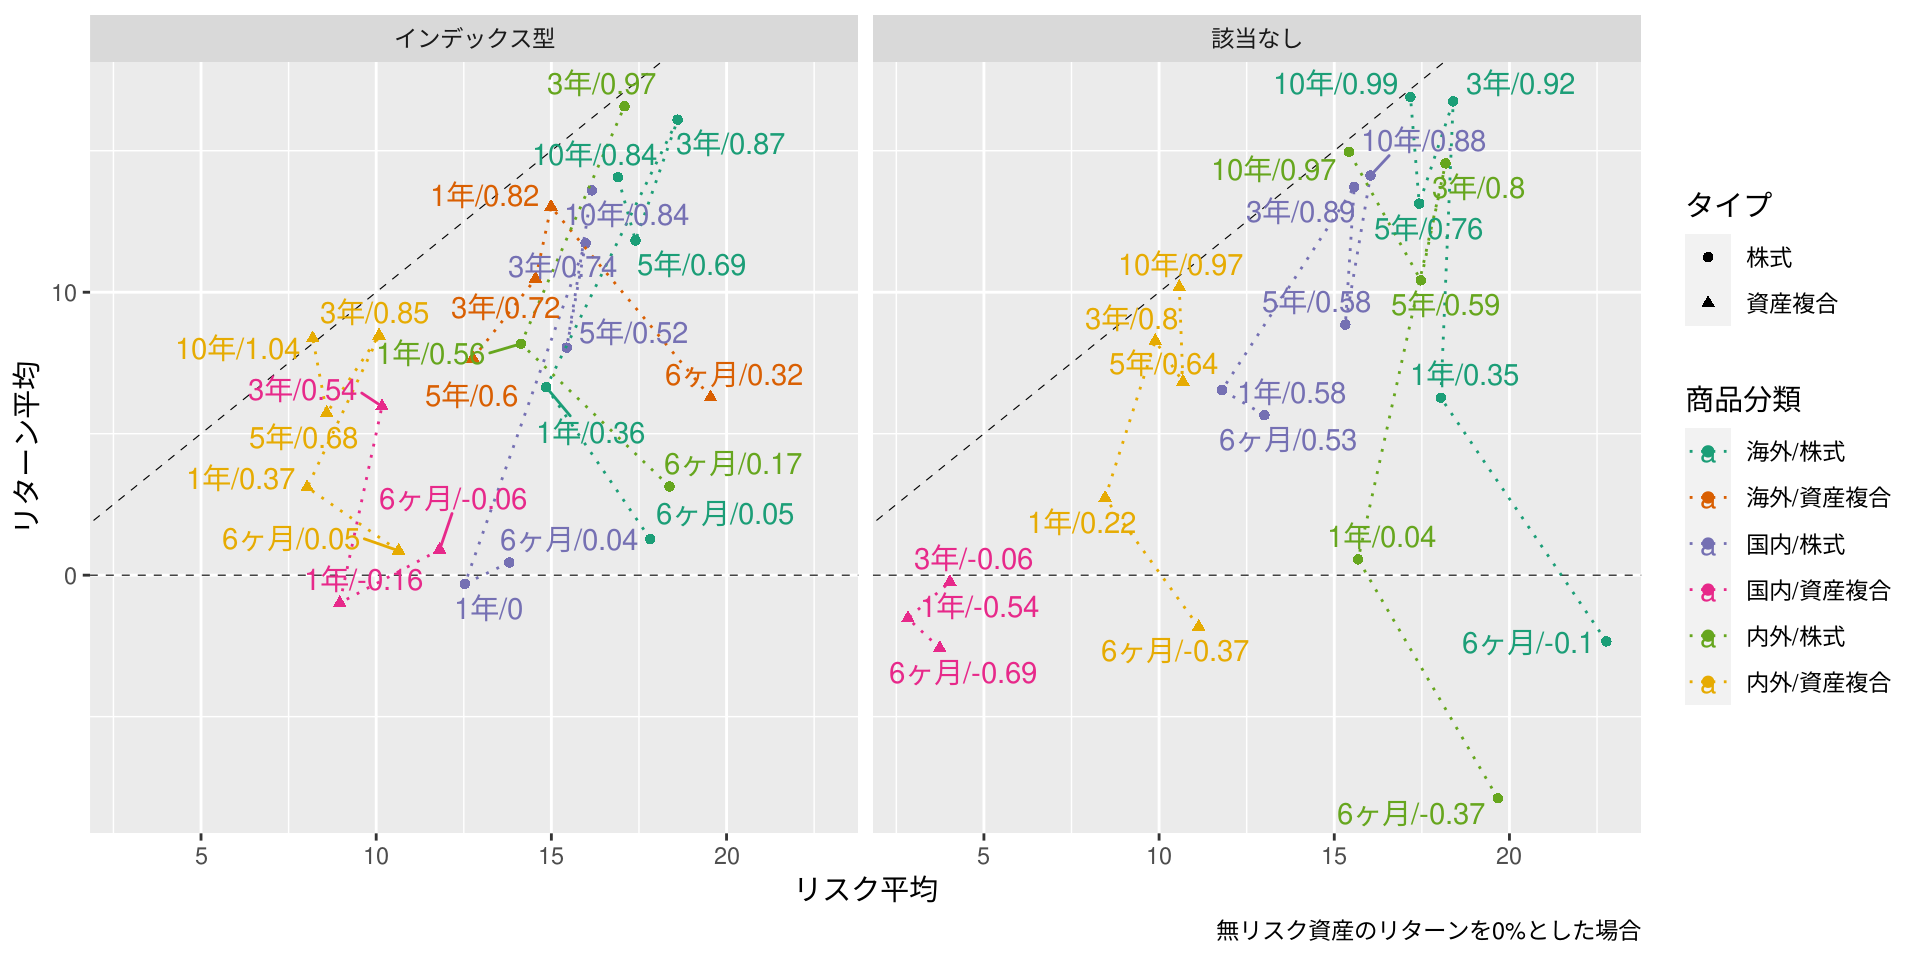 インデックス型
該当なし
3年/0.97
3年/0.87
10年/0.84
1年/0.82
10年/0.84
5年/0.69
3年/0.74
3年/0.72
3年/0.85
5年/0.52
10年/1.04
1年/0.56
6ヶ月/0.32
3年/0.54
5年/0.6
5年/0.68
1年/0.36
1年/0.37
6ヶ月/0.17
6ヶ月/-0.06
6ヶ月/0.05
6ヶ月/0.05
6ヶ月/0.04
1年/-0.16
1年/0
10年/0.99
3年/0.92
10年/0.88
10年/0.97
3年/0.8
3年/0.89
5年/0.76
10年/0.97
5年/0.58
5年/0.59
3年/0.8
5年/0.64
1年/0.35
1年/0.58
6ヶ月/0.53
1年/0.22
1年/0.04
3年/-0.06
1年/-0.54
6ヶ月/-0.37
6ヶ月/-0.1
6ヶ月/-0.69
6ヶ月/-0.37
10
0
5
10
15
20
5
10
15
20
リターン平均
リスク平均
タイプ
株式
資産複合
商品分類
a 海外/株式
a 海外/資産複合
a 国内/株式
a 国内/資産複合
a 内外/株式
a 内外/資産複合
無リスク資産のリターンを0%とした場合